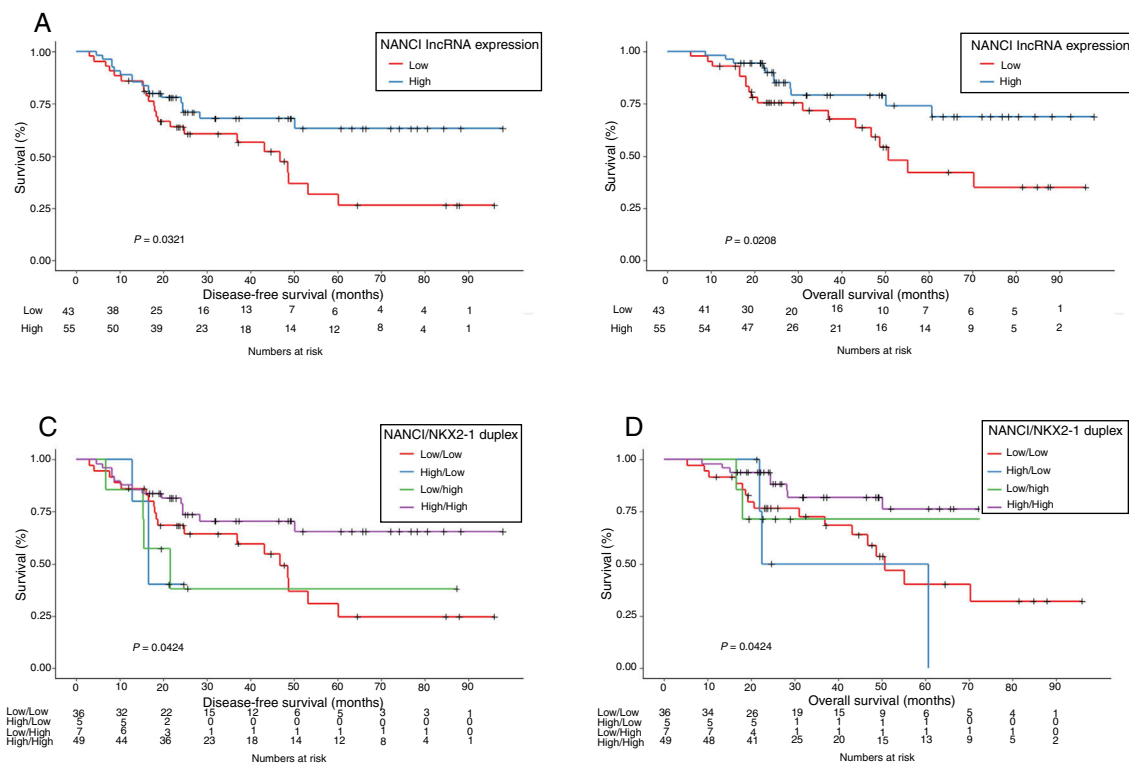 A
NANCI lncRNA expression
Low
High
1.00
0.75
0.50
0.25
0.00
Survival (%)
P = 0.0321
0 10 20 30 40 50 60 70 80 90
Disease-free survival (months)
Low 43 38 25 16 13 7 6 4 4 1
High 55 50 39 23 18 14 12 8 4 1
Numbers at risk
NANCI lncRNA expression
Low
High
1.00
0.75
0.50
0.25
0.00
Survival (%)
P = 0.0208
0 10 20 30 40 50 60 70 80 90
Overall survival (months)
Low 43 41 30 20 16 10 7 6 5 1
High 55 54 47 26 21 16 14 9 5 2
Numbers at risk
C
NANCI/NKX2-1 duplex
Low/Low
High/Low
Low/high
High/High
1.00
0.75
0.50
0.25
0.00
Survival (%)
P = 0.0424
0 10 20 30 40 50 60 70 80 90
Disease-free survival (months)
Low/Low 36 32 22 15 12 6 5 3 3 1
High/Low 5 5 2 0 0 0 0 0 0 0
Low/High 7 6 3 1 1 1 1 1 1 0
High/High 49 44 36 23 18 14 12 8 4 1
Numbers at risk
D
NANCI/NKX2-1 duplex
Low/Low
High/Low
Low/high
High/High
1.00
0.75
0.50
0.25
0.00
Survival (%)
P = 0.0424
0 10 20 30 40 50 60 70 80 90
Overall survival (months)
Low/Low 36 34 26 19 15 9 6 5 4 1
High/Low 5 5 5 1 1 1 1 0 0 0
Low/High 7 7 4 1 1 1 1 1 1 0
High/High 49 48 41 25 20 15 13 9 5 2
Numbers at risk